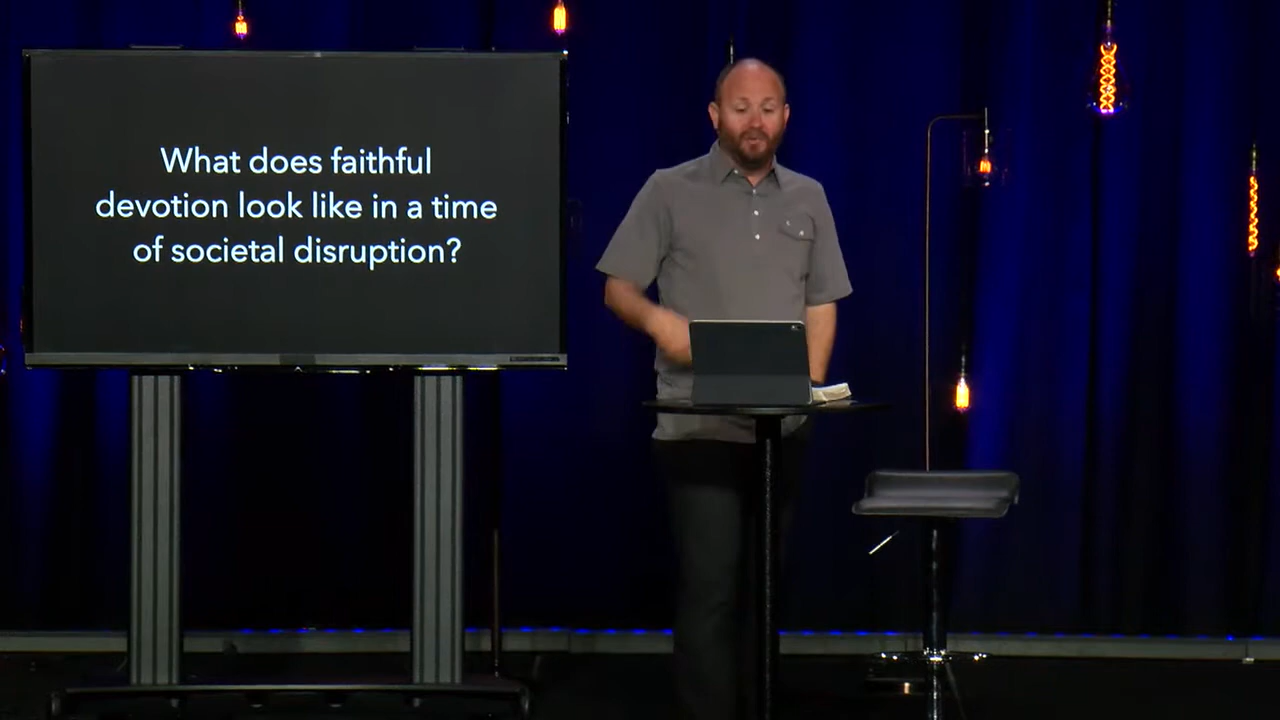 What does faithful
devotion look like in a time
of societal disruption?